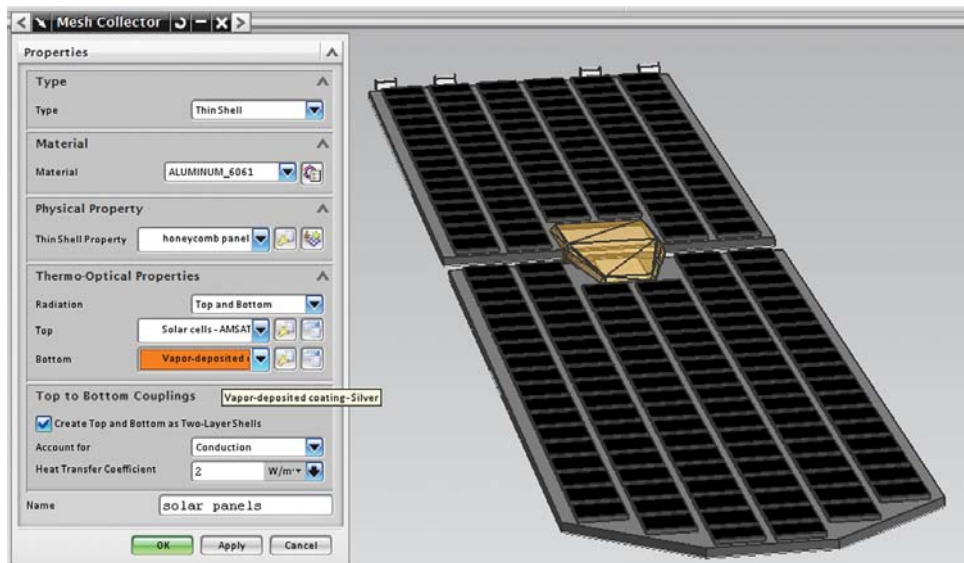 Mesh Collector
Properties
Type
Type Thin Shell
Material
Material ALUMINUM_6061
Physical Property
Thin Shell Property honeycomb panel
Thermo-Optical Properties
Radiation Top and Bottom
Top Solar cells - AMSAT
Bottom Vapor-deposited
Vapor-deposited coating-Silver
Top to Bottom Couplings
Create Top and Bottom as Two-Layer Shells
Account for Conduction
Heat Transfer Coefficient 2 W/m
Name solar panels
OK Apply Cancel